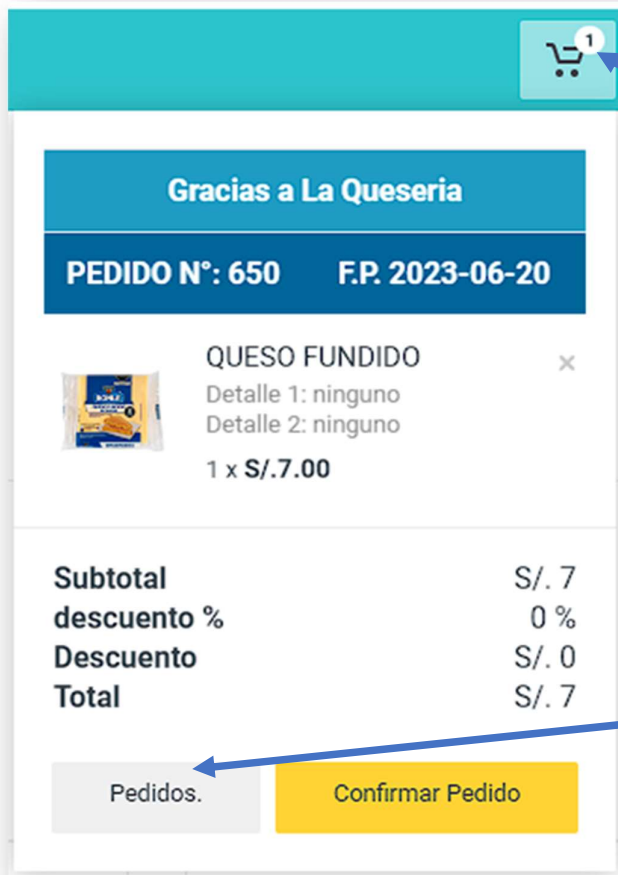 1
Gracias a La Queseria
PEDIDO N°: 650 F.P. 2023-06-20
QUESO FUNDIDO
×
Detalle 1: ninguno
Detalle 2: ninguno
1 x S/.7.00
Subtotal S/. 7
descuento % 0 %
Descuento S/. 0
Total S/. 7
Pedidos. Confirmar Pedido